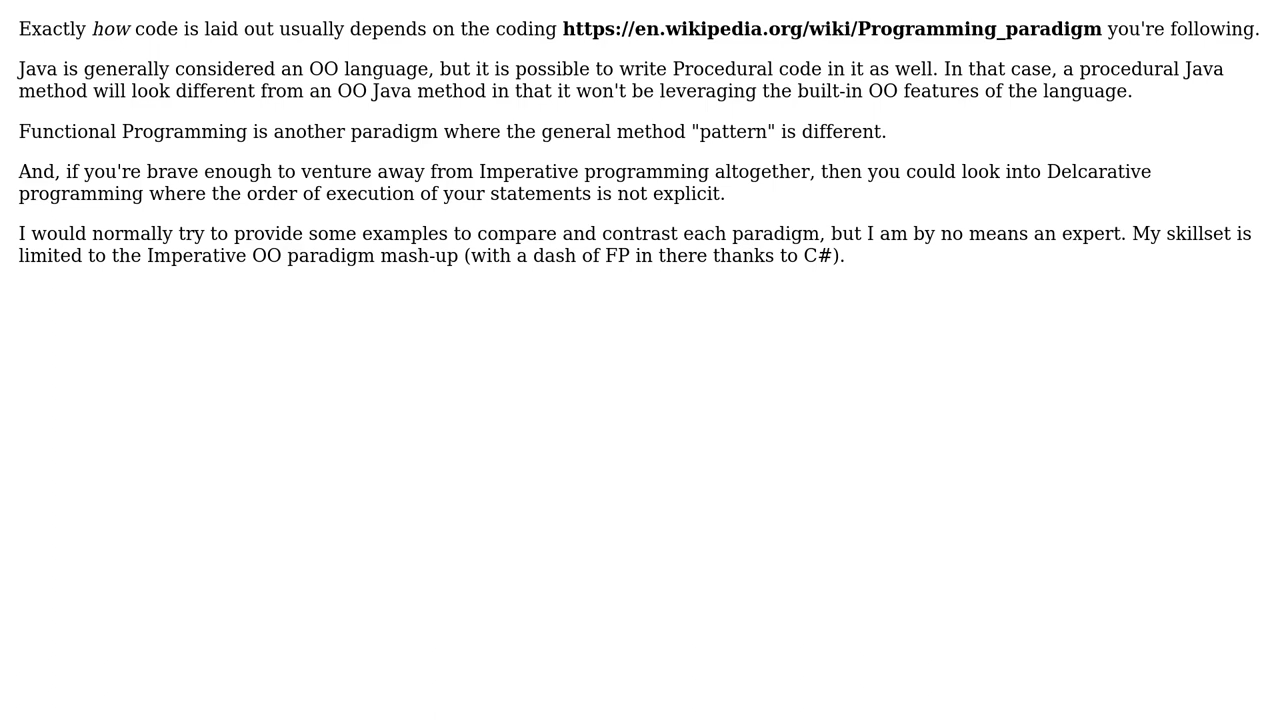 Exactly how code is laid out usually depends on the coding https://en.wikipedia.org/wiki/Programming_paradigm you're following.
Java is generally considered an OO language, but it is possible to write Procedural code in it as well. In that case, a procedural Java
method will look different from an OO Java method in that it won't be leveraging the built-in OO features of the language.
Functional Programming is another paradigm where the general method "pattern" is different.
And, if you're brave enough to venture away from Imperative programming altogether, then you could look into Delcarative
programming where the order of execution of your statements is not explicit.
I would normally try to provide some examples to compare and contrast each paradigm, but I am by no means an expert. My skillset is
limited to the Imperative OO paradigm mash-up (with a dash of FP in there thanks to C#).